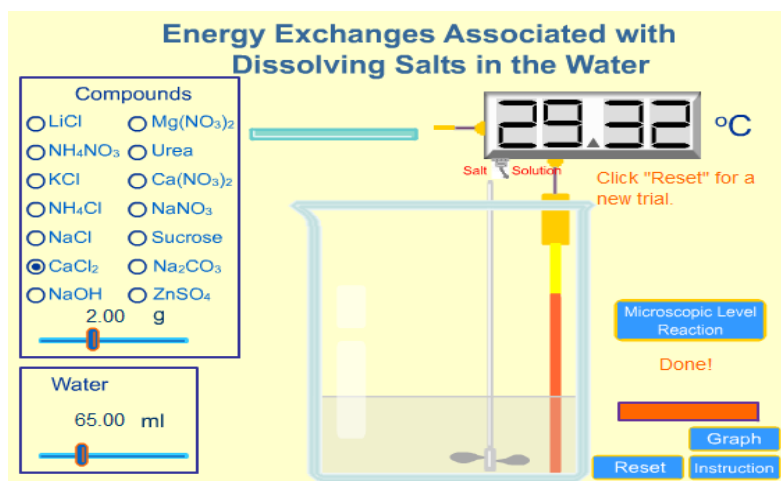 Energy Exchanges Associated with
Dissolving Salts in the Water
Compounds
LiCl Mg(NO₃)₂
NH₄NO₃ Urea
KCl Ca(NO₃)₂
NH₄Cl NaNO₃
NaCl Sucrose
CaCl₂ Na₂CO₃
NaOH ZnSO₄
2.00 g
Water
65.00 ml
29.32 ºC
Salt Solution
Click "Reset" for a
new trial.
Microscopic Level
Reaction
Done!
Graph
Reset Instruction